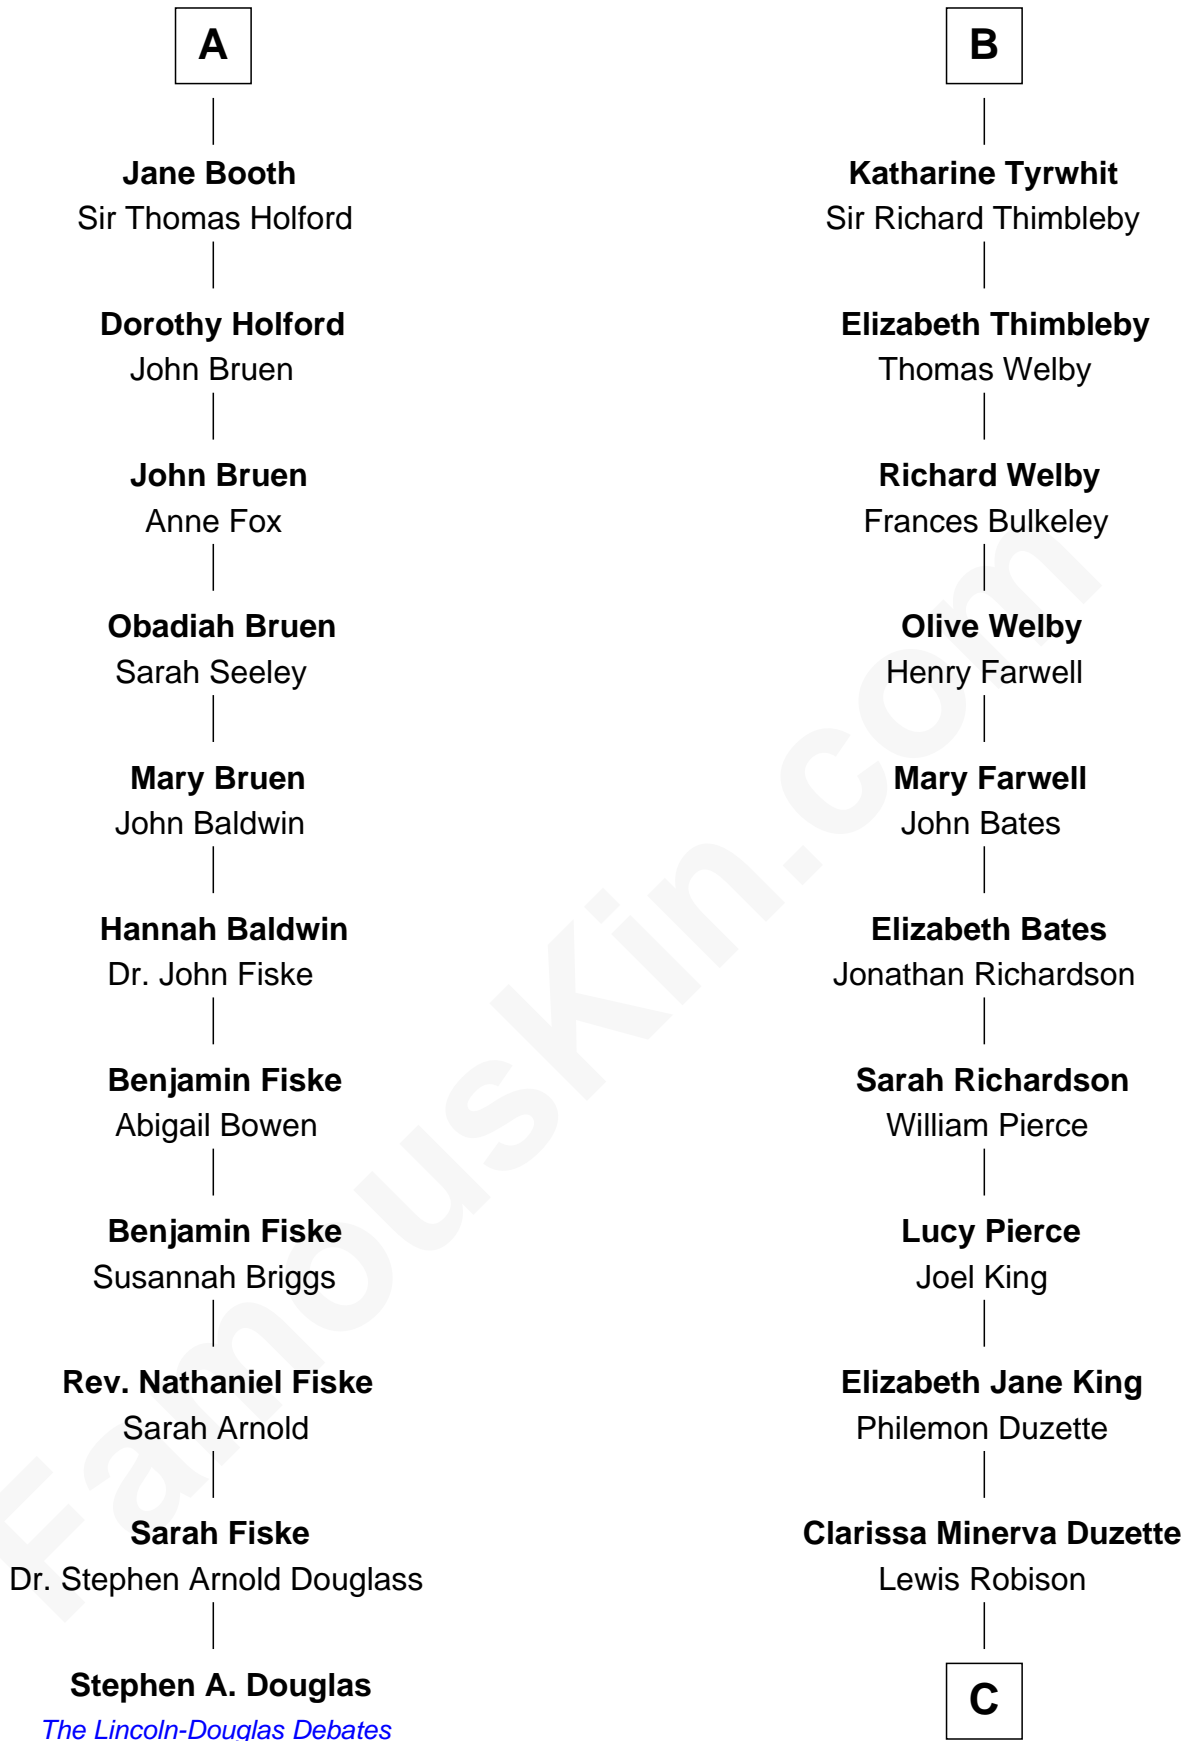 A
Jane Booth
Sir Thomas Holford
Dorothy Holford
John Bruen
John Bruen
Anne Fox
Obadiah Bruen
Sarah Seeley
Mary Bruen
John Baldwin
Hannah Baldwin
Dr. John Fiske
Benjamin Fiske
Abigail Bowen
Benjamin Fiske
Susannah Briggs
Rev. Nathaniel Fiske
Sarah Arnold
Sarah Fiske
Dr. Stephen Arnold Douglass
Stephen A. Douglas
The Lincoln-Douglas Debates
B
Katharine Tyrwhit
Sir Richard Thimbleby
Elizabeth Thimbleby
Thomas Welby
Richard Welby
Frances Bulkeley
Olive Welby
Henry Farwell
Mary Farwell
John Bates
Elizabeth Bates
Jonathan Richardson
Sarah Richardson
William Pierce
Lucy Pierce
Joel King
Elizabeth Jane King
Philemon Duzette
Clarissa Minerva Duzette
Lewis Robison
C
FamousKin.com